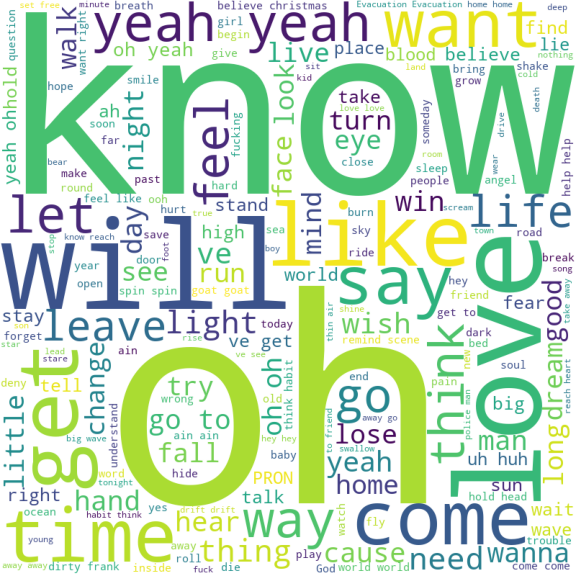 set free
minute
breath
believe christmas
Evacuation Evacuation
home home
deep
question
yeah yeah
girl
begin
want
find
walk
oh yeah
live
place
lie
want right
give
blood
believe
nothing
know
hold
yeah oh
hope
smile
ah
soon
night
far
kid
sit
fucking
feel
face
look
love love
take
turn
eye
close
land
bring
grow
shake
cold
death
someday
drive
room
wear
sleep
people
angel
help help
bear
make
past
round
hard
let
feel like
ooh
hurt
stand
true
like
mind
burn
win
scream
life
will
day
know reach
save
foot
high
sea
sky
boy
ride
town
road
break
song
stop
year
door
ve
see
run
world
say
hey
friend
fear
love
good
take away
open
spin spin
goat goat
stay
son
forget
leave
light
today
thin air
shine
wish
get to
dark
bed
star
lead
stare
ain
rise
ve get
ve see
remind scene
new
soul
dream
reach heart
deny
get
tell
change
oh
try
wrong
go to
oh oh
think habit
old
end
go
away go
pain
think
police man
big
long
little
big wave
understand
ain ain
fall
hey hey
lose
to friend
man
word
tonight
hide
baby
yeah
swallow
uh huh
right
hand
PRON
home
sun
hold head
ocean
habit think
yes
talk
watch
come
wait
wave
time
drift drift
hear
way
fly
trouble
young
away
thing
play
cause
need
wanna
away away
dirty frank
inside
roll
fuck
die
God
world world
come come